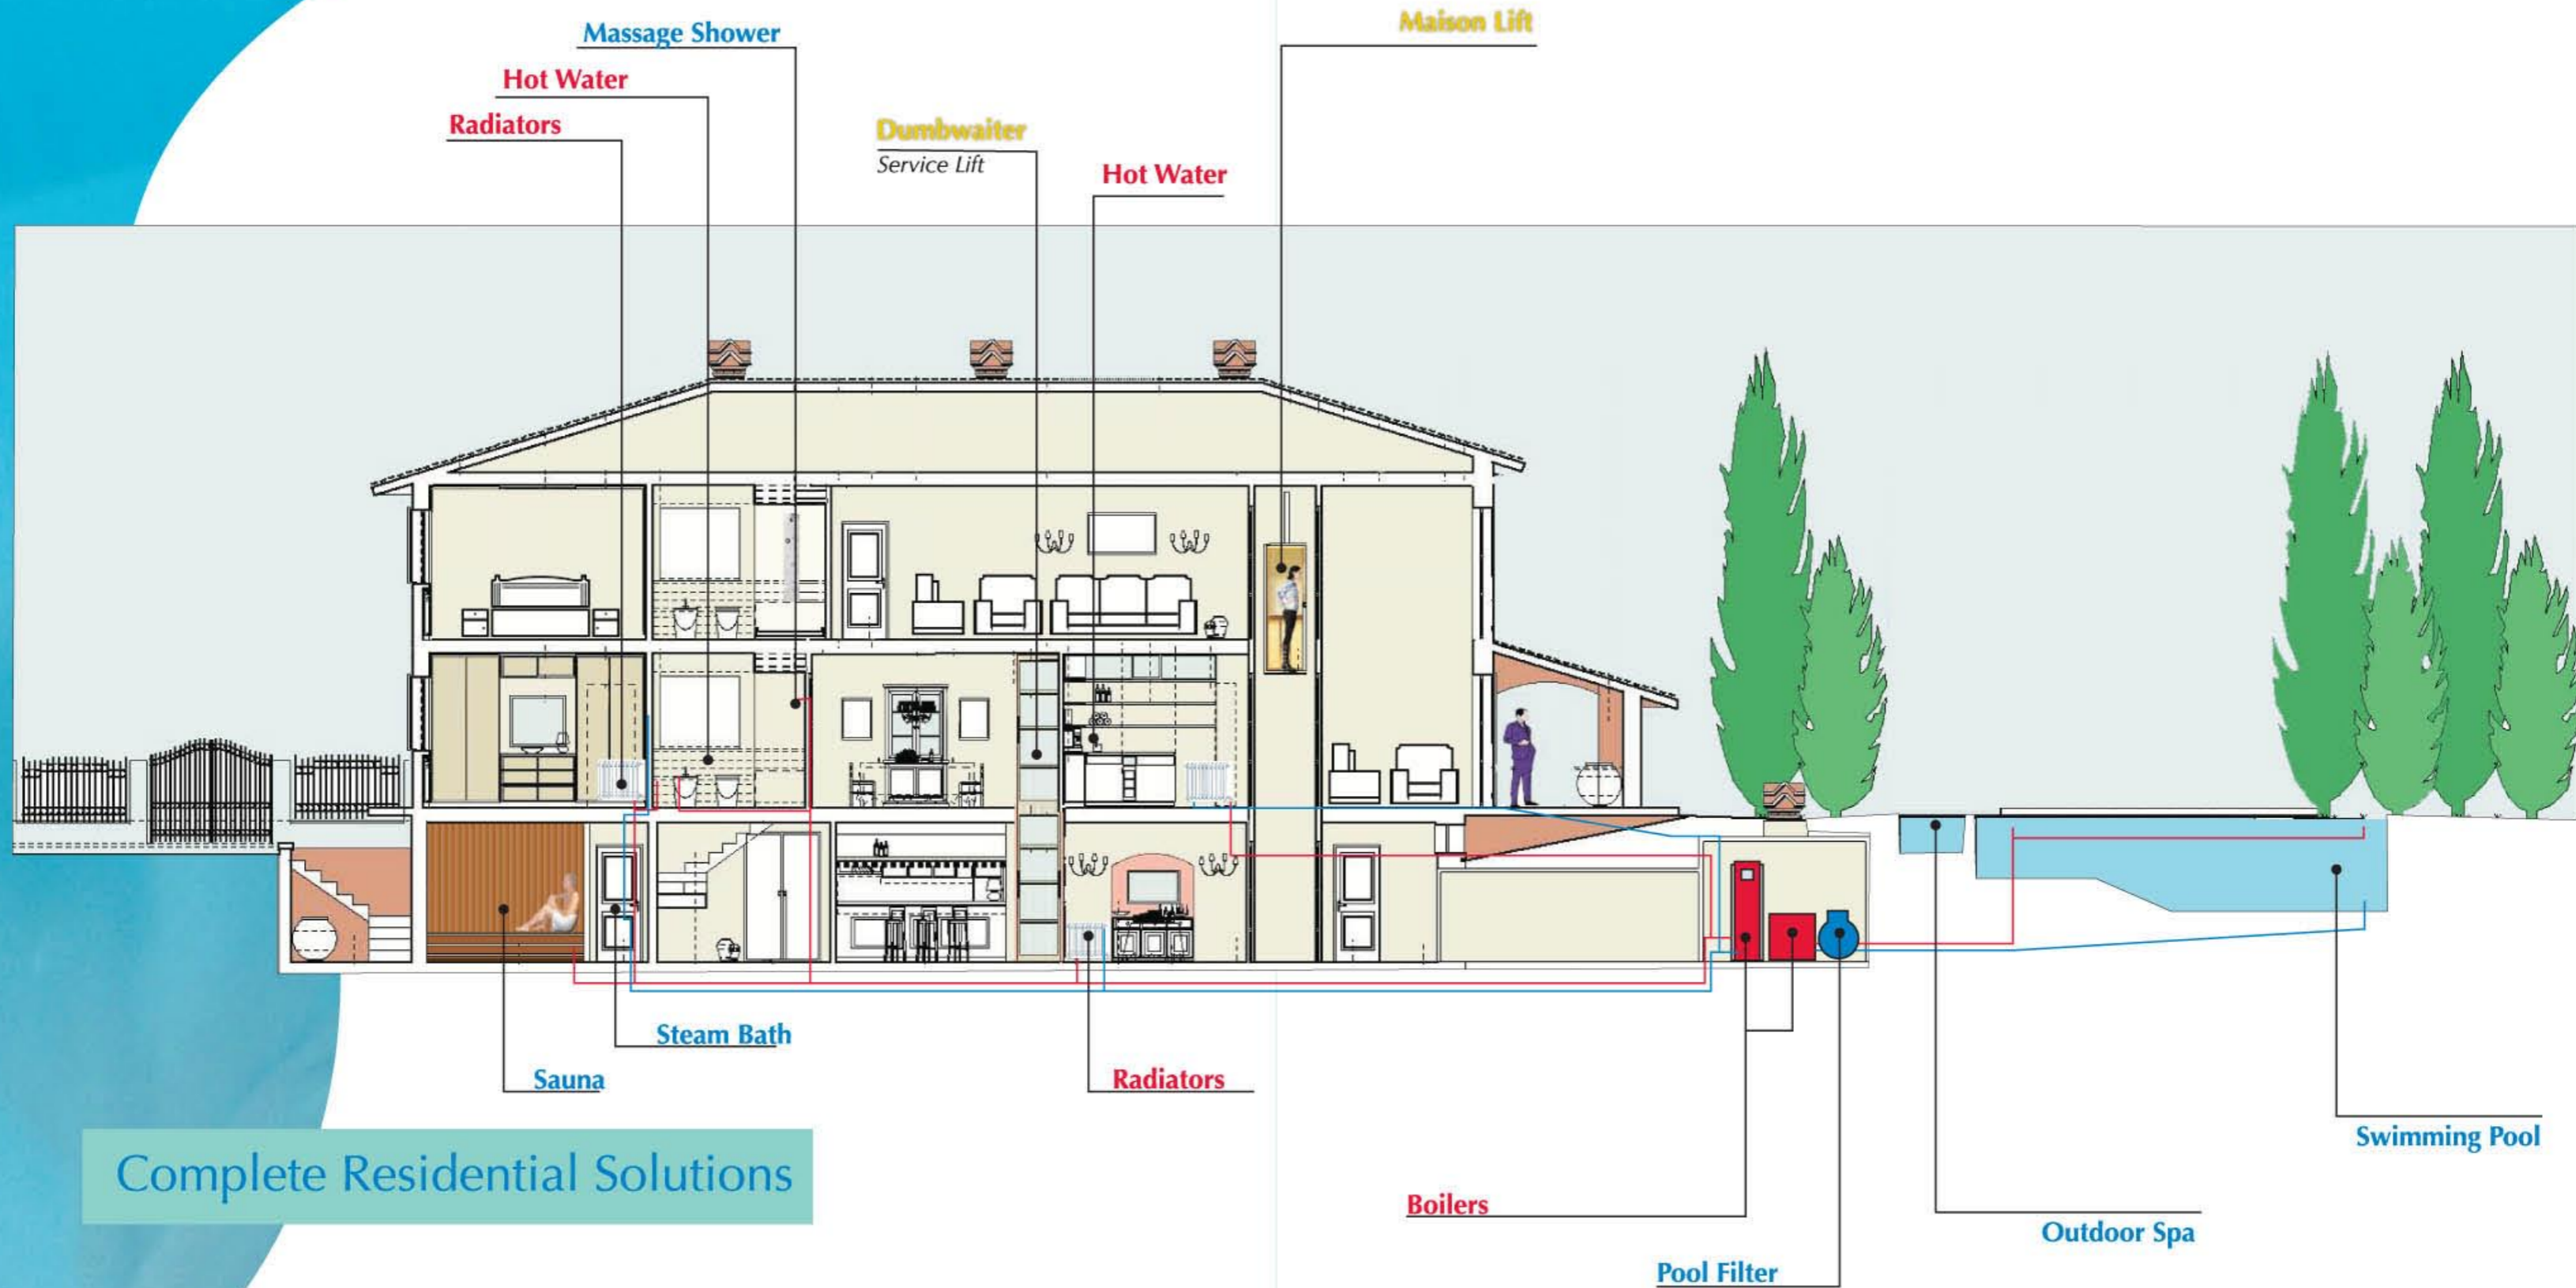 Maison Lift
Massage Shower
Hot Water
Radiators
Dumbwaiter
Service Lift
Hot Water
Steam Bath
Sauna
Radiators
Swimming Pool
Complete Residential Solutions
Boilers
Outdoor Spa
Pool Filter